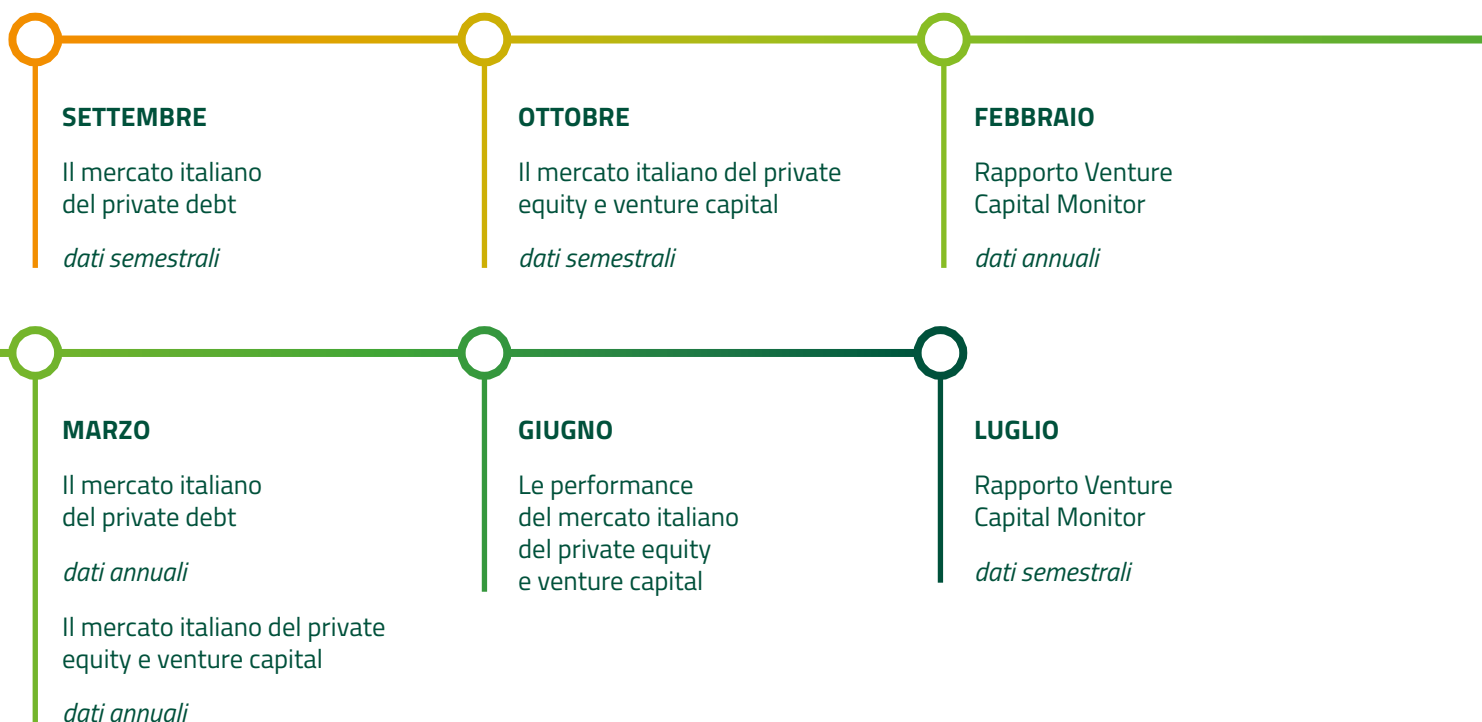 SETTEMBRE
Il mercato italiano
del private debt
dati semestrali
OTTOBRE
Il mercato italiano del private
equity e venture capital
dati semestrali
FEBBRAIO
Rapporto Venture
Capital Monitor
dati annuali
MARZO
Il mercato italiano
del private debt
dati annuali
Il mercato italiano del private
equity e venture capital
dati annuali
GIUGNO
Le performance
del mercato italiano
del private equity
e venture capital
LUGLIO
Rapporto Venture
Capital Monitor
dati semestrali